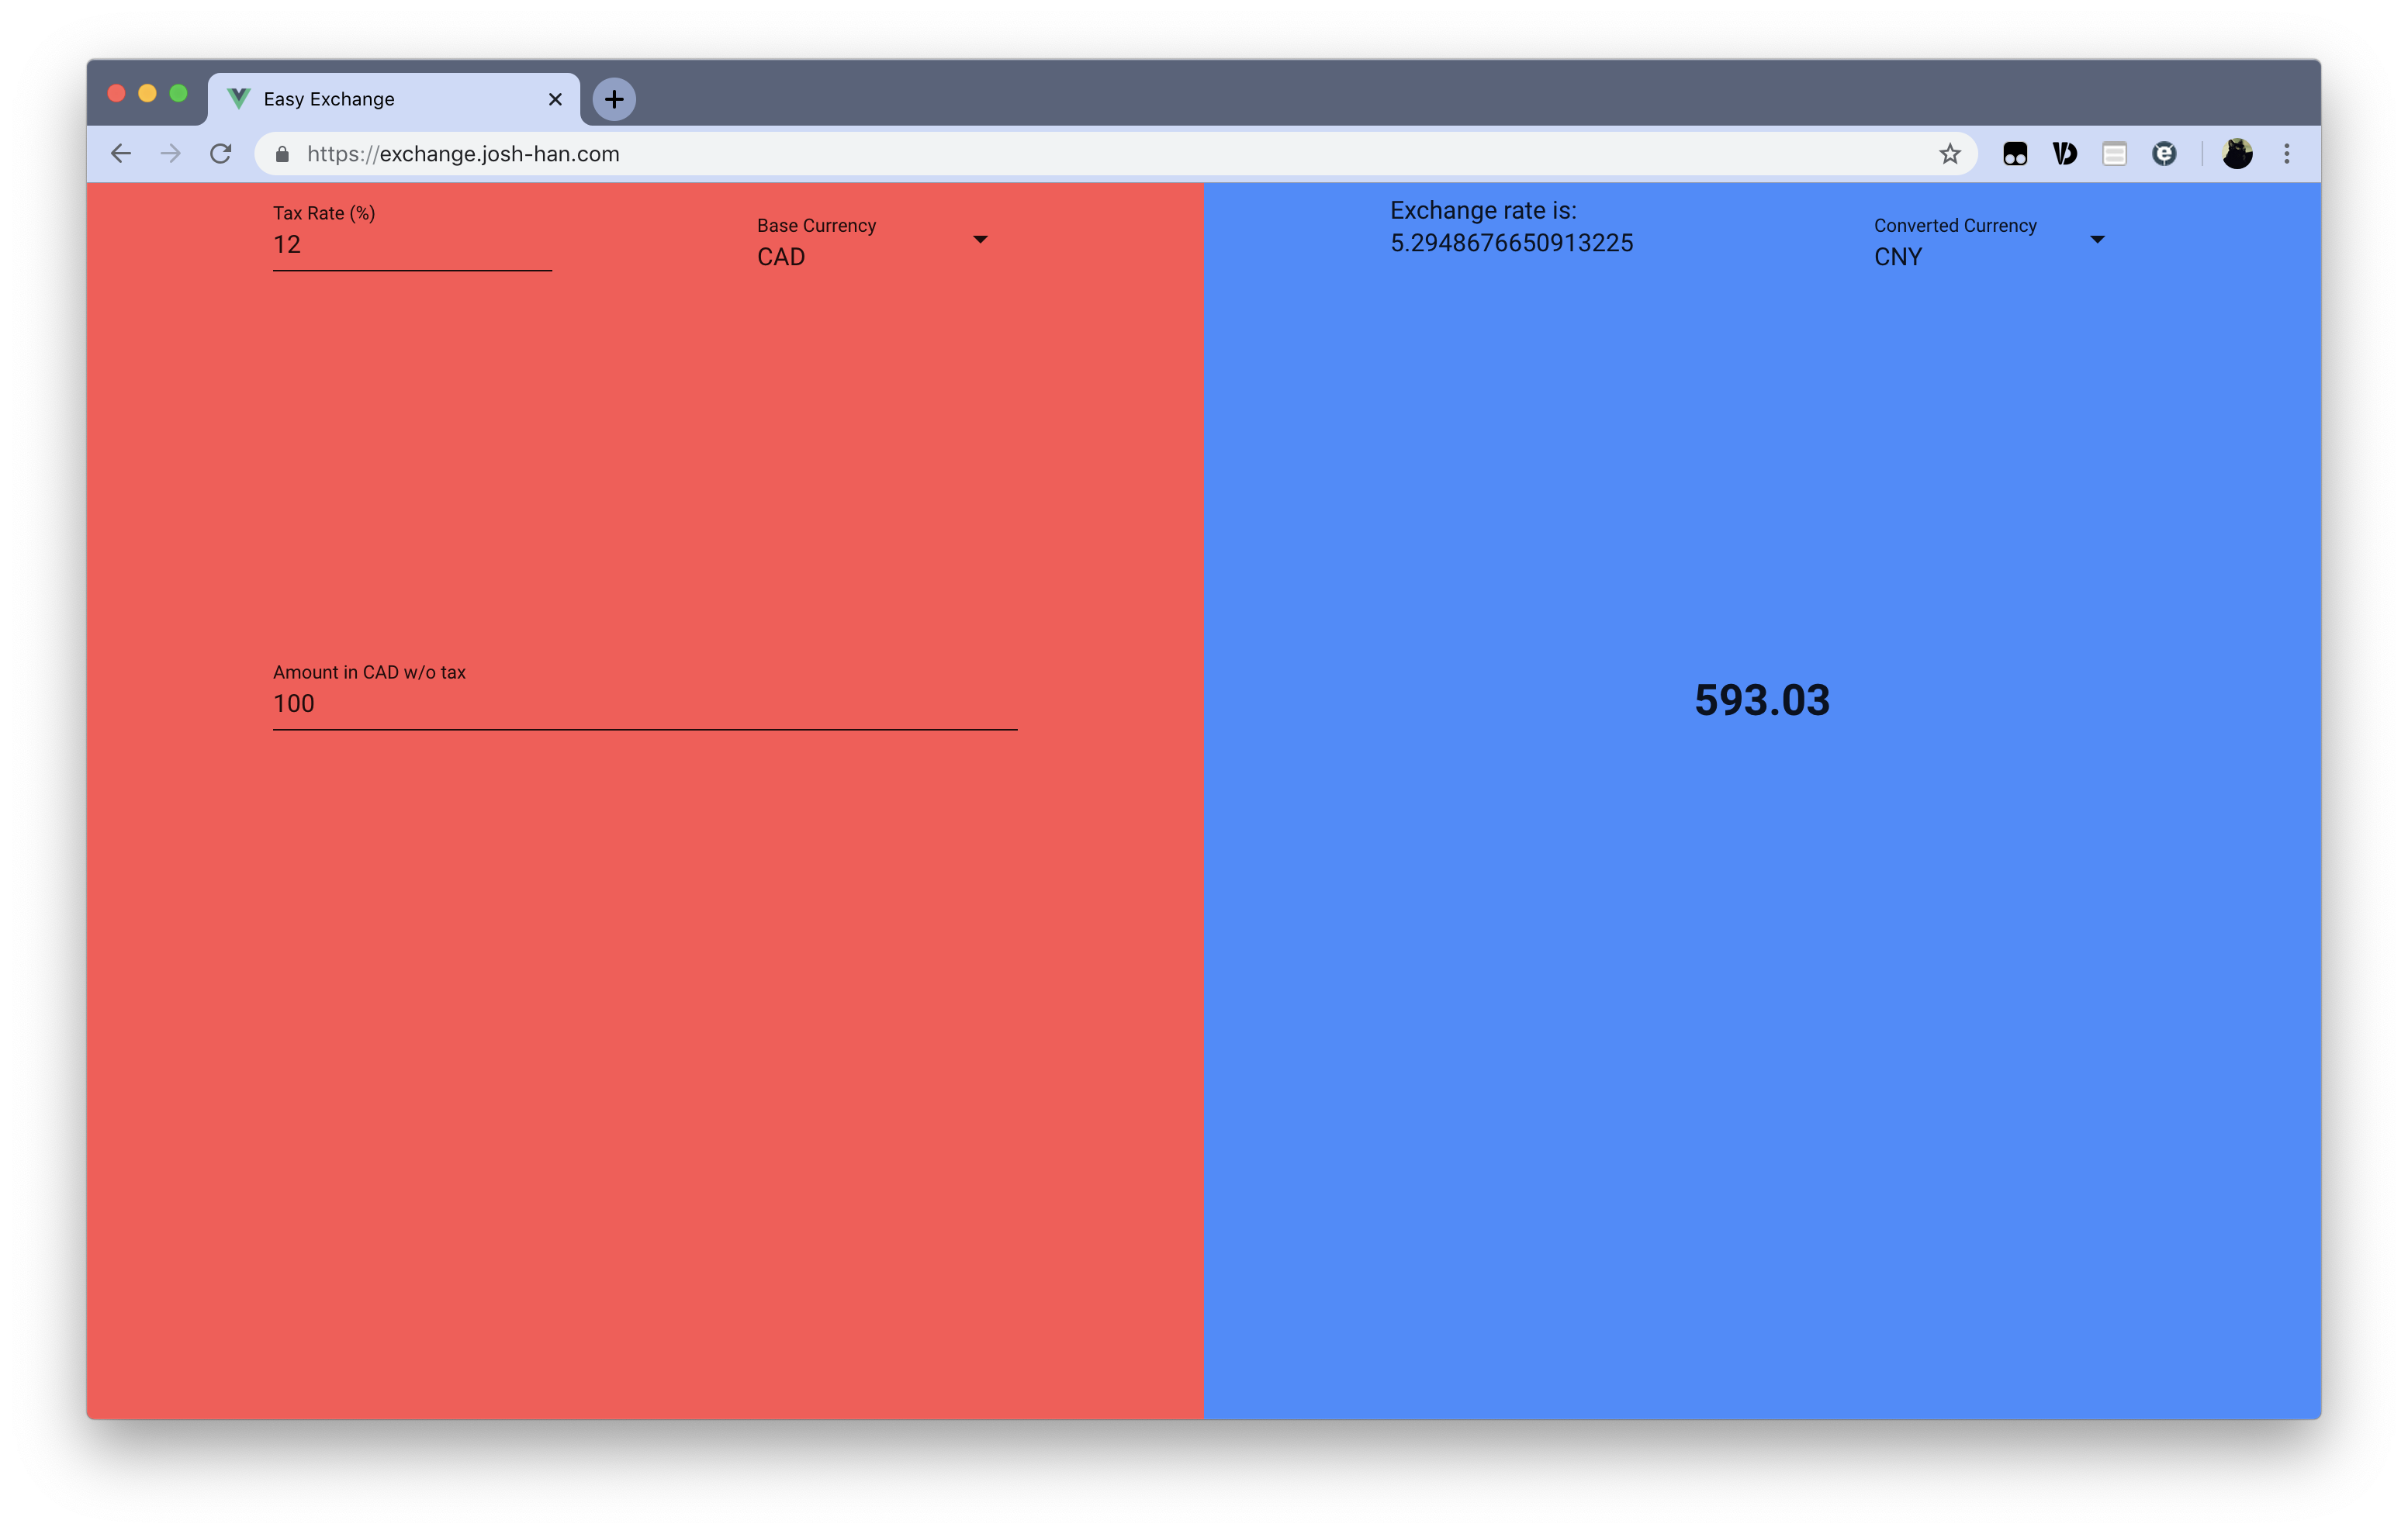 Easy Exchange
https://exchange.josh-han.com
Tax Rate (%)
12
Base Currency
CAD
Exchange rate is:
5.2948676650913225
Converted Currency
CNY
Amount in CAD w/o tax
100
593.03